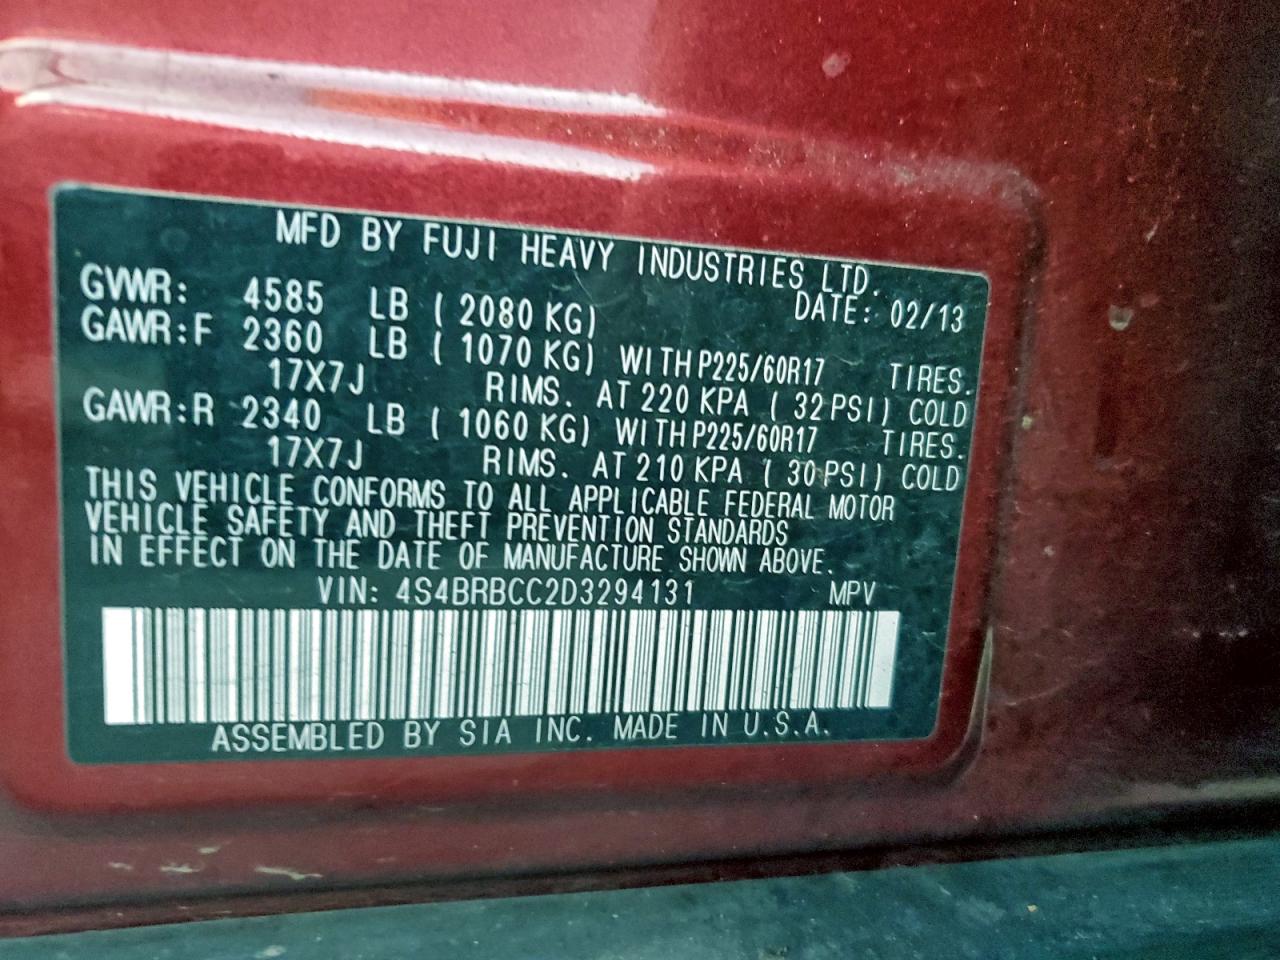 MFD BY FUJI HEAVY INDUSTRIES LTD.
DATE: 02/13
GVWR: 4585 LB ( 2080 KG)
GAWR:F 2360 LB ( 1070 KG) WITH P225/60R17 TIRES.
17X7J RIMS. AT 220 KPA ( 32 PSI) COLD
GAWR:R 2340 LB ( 1060 KG) WITH P225/60R17 TIRES.
17X7J RIMS. AT 210 KPA ( 30 PSI) COLD
THIS VEHICLE CONFORMS TO ALL APPLICABLE FEDERAL MOTOR
VEHICLE SAFETY AND THEFT PREVENTION STANDARDS
IN EFFECT ON THE DATE OF MANUFACTURE SHOWN ABOVE.
VIN: 4S4BRBCC2D3294131 MPV
ASSEMBLED BY SIA INC. MADE IN U.S.A.